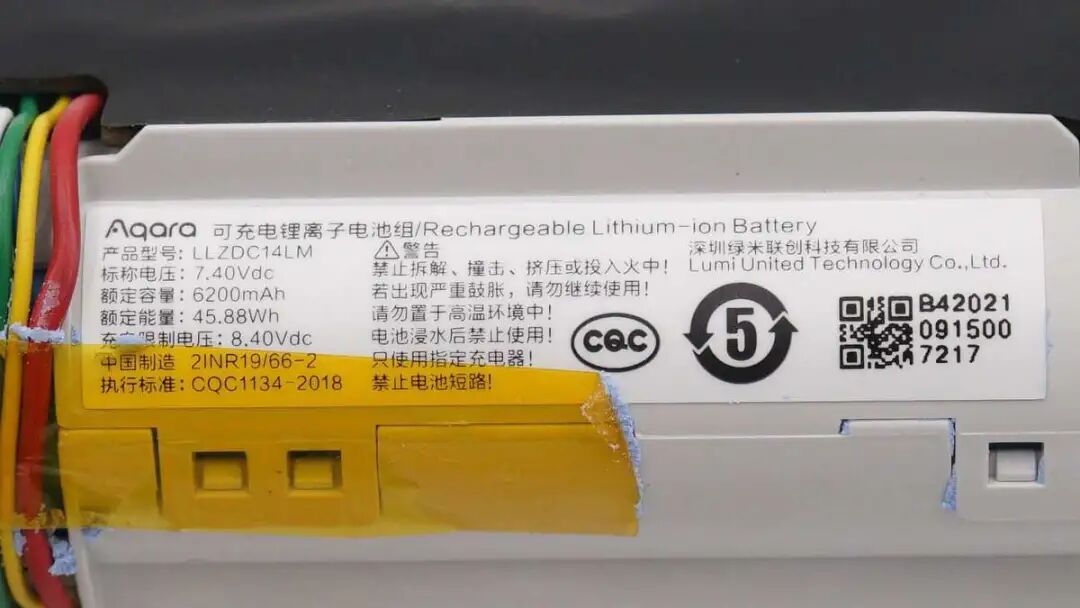 Aqara 可充电锂离子电池组/Rechargeable Lithium-ion Battery
产品型号: LLZDC14LM
标称电压: 7.40Vdc
额定容量: 6200mAh
额定能量: 45.88Wh
充电限制电压: 8.40Vdc
中国制造 2INR19/66-2
执行标准: CQC1134-2018
⚠警告
禁止拆解、撞击、挤压或投入火中!
若出现严重鼓胀, 请勿继续使用!
请勿置于高温环境中!
电池浸水后禁止使用!
只使用指定充电器!
禁止电池短路!
深圳绿米联创科技有限公司
Lumi United Technology Co.,Ltd.
CQC
5
B42021
091500
7217